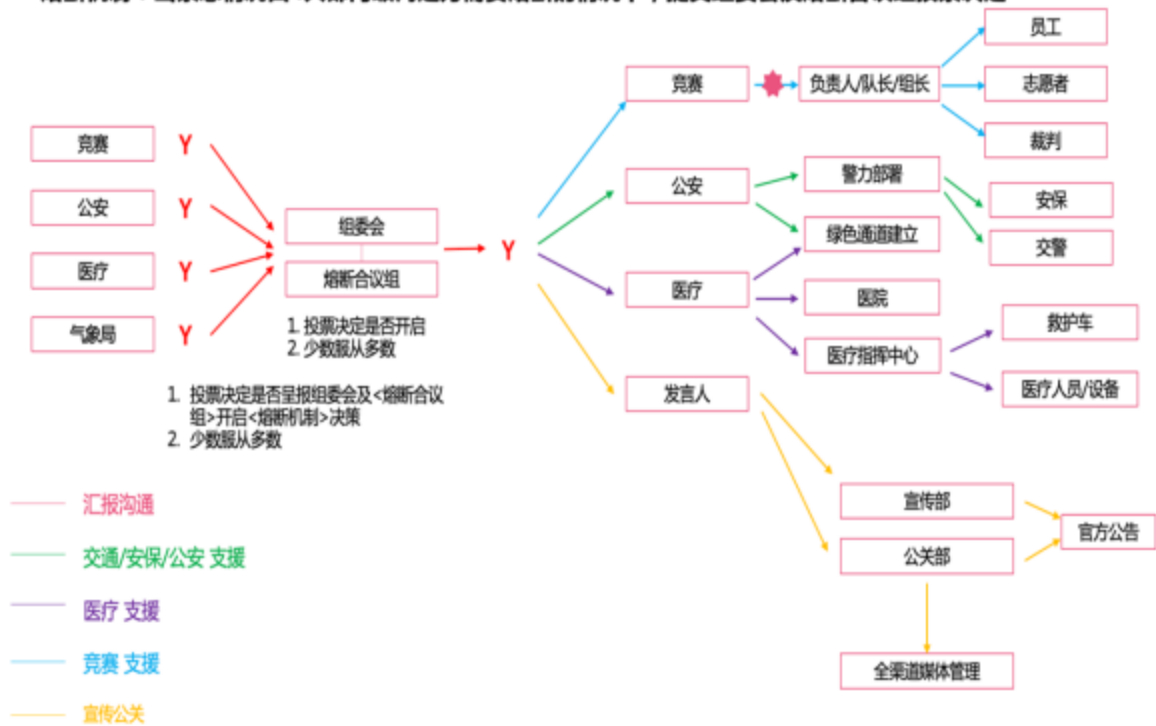 员工
竞赛
负责人/队长/组长
志愿者
裁判
竞赛 Y
公安 Y
医疗 Y
气象局 Y
组委会
熔断合议组
Y
1. 投票决定是否开启
2. 少数服从多数
1. 投票决定是否呈报组委会及<熔断合议
组>开启<熔断机制>决策
2. 少数服从多数
公安
警力部署
安保
绿色通道建立
交警
医疗
医院
医疗指挥中心
救护车
医疗人员/设备
发言人
宣传部
公关部
官方公告
全渠道媒体管理
汇报沟通
交通/安保/公安 支援
医疗 支援
竞赛 支援
宣传公关